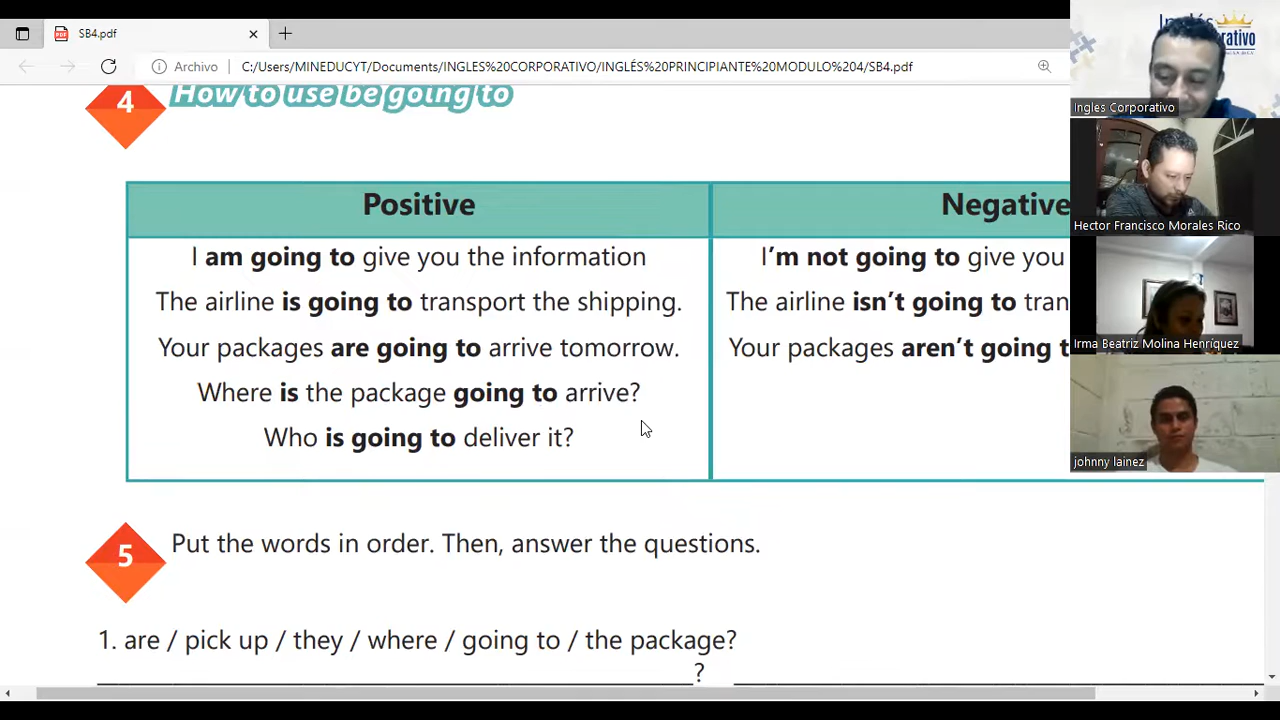 SB4.pdf
Archivo
C:/Users/MINEDUCYT/Documents/INGLES%20CORPORATIVO/INGLÉS%20PRINCIPIANTE%20MODULO%204/SB4.pdf
4
How to use be going to
Positive
Negative
I am going to give you the information
I'm not going to give you
The airline is going to transport the shipping.
The airline isn't going to tran
Your packages are going to arrive tomorrow.
Your packages aren't going t
Where is the package going to arrive?
Who is going to deliver it?
5
Put the words in order. Then, answer the questions.
1. are / pick up / they / where / going to / the package?
?
Inglés
rativo
Ingles Corporativo
Hector Francisco Morales Rico
Irma Beatriz Molina Henríquez
johnny lainez